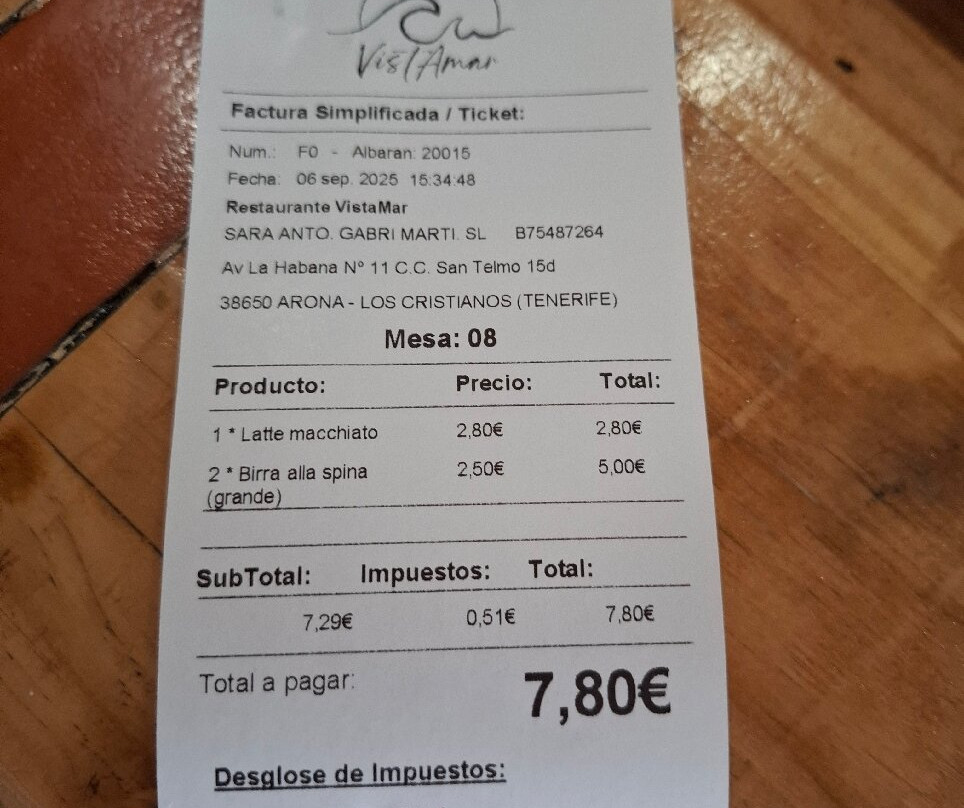 VistAmar
Factura Simplificada / Ticket:
Num.: F0 - Albaran: 20015
Fecha: 06 sep. 2025 15:34:48
Restaurante VistaMar
SARA ANTO. GABRI MARTI. SL B75487264
Av La Habana Nº 11 C.C. San Telmo 15d
38650 ARONA - LOS CRISTIANOS (TENERIFE)
Mesa: 08
Producto: Precio: Total:
1 * Latte macchiato 2,80€ 2,80€
2 * Birra alla spina 2,50€ 5,00€
(grande)
SubTotal: Impuestos: Total:
7,29€ 0,51€ 7,80€
Total a pagar: 7,80€
Desglose de Impuestos: